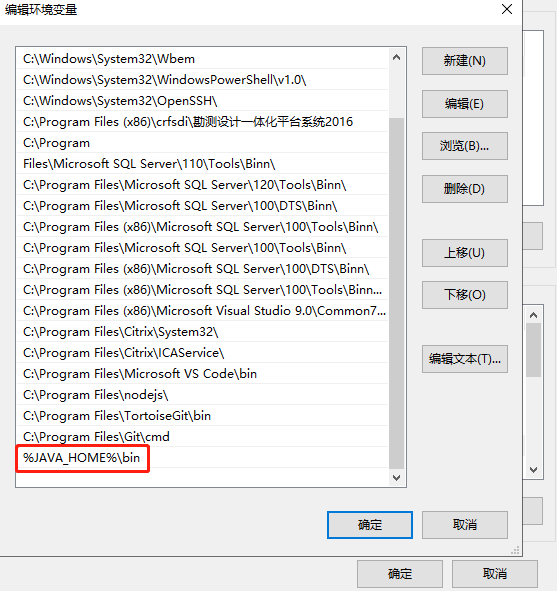 编辑环境变量
C:\Windows\System32\Wbem
C:\Windows\System32\WindowsPowerShell\v1.0\
C:\Windows\System32\OpenSSH\
C:\Program Files (x86)\crfsdi\勘测设计一体化平台系统2016
C:\Program
Files\Microsoft SQL Server\110\Tools\Binn\
C:\Program Files\Microsoft SQL Server\120\Tools\Binn\
C:\Program Files\Microsoft SQL Server\100\DTS\Binn\
C:\Program Files (x86)\Microsoft SQL Server\100\Tools\Binn\
C:\Program Files\Microsoft SQL Server\100\Tools\Binn\
C:\Program Files (x86)\Microsoft SQL Server\100\DTS\Binn\
C:\Program Files (x86)\Microsoft SQL Server\100\Tools\Binn...
C:\Program Files (x86)\Microsoft Visual Studio 9.0\Common7...
C:\Program Files\Citrix\System32\
C:\Program Files\Citrix\ICAService\
C:\Program Files\Microsoft VS Code\bin
C:\Program Files\nodejs\
C:\Program Files\TortoiseGit\bin
C:\Program Files\Git\cmd
%JAVA_HOME%\bin
新建(N)
编辑(E)
浏览(B)...
删除(D)
上移(U)
下移(O)
编辑文本(T)...
确定
取消
确定
取消